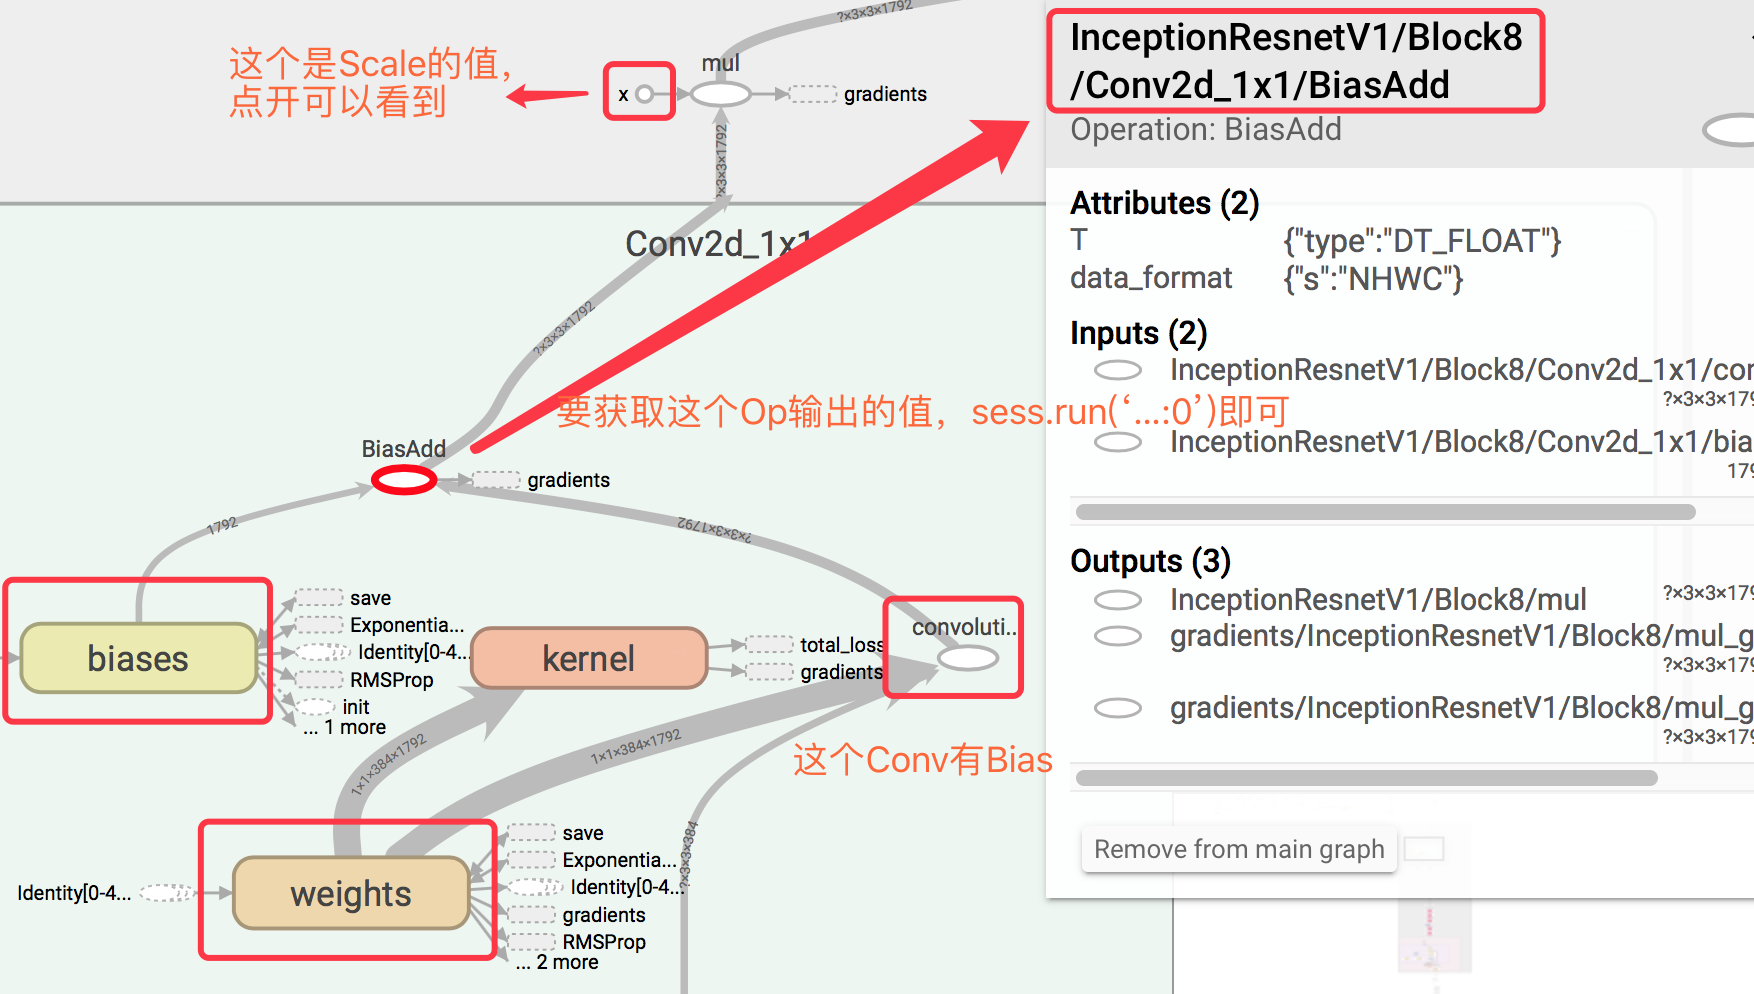 ?×3×3×1792
这个是Scale的值，
点开可以看到
x
mul
gradients
?×3×3×1792
Conv2d_1x1
?×3×3×1792
要获取这个Op输出的值，sess.run(‘...:0’)即可
BiasAdd
gradients
1792
?×3×3×1792
biases
save
Exponentia...
Identity[0-4...
RMSProp
init
... 1 more
kernel
total_loss
gradients
convoluti...
1×1×384×1792
1×1×384×1792
这个Conv有Bias
?×3×3×384
Identity[0-4...
weights
save
Exponentia...
Identity[0-4...
gradients
RMSProp
... 2 more
InceptionResnetV1/Block8
/Conv2d_1x1/BiasAdd
Operation: BiasAdd
Attributes (2)
T {"type":"DT_FLOAT"}
data_format {"s":"NHWC"}
Inputs (2)
InceptionResnetV1/Block8/Conv2d_1x1/con
?×3×3×179
InceptionResnetV1/Block8/Conv2d_1x1/bia
179
Outputs (3)
InceptionResnetV1/Block8/mul ?×3×3×179
gradients/InceptionResnetV1/Block8/mul_g
?×3×3×179
gradients/InceptionResnetV1/Block8/mul_g
?×3×3×179
Remove from main graph